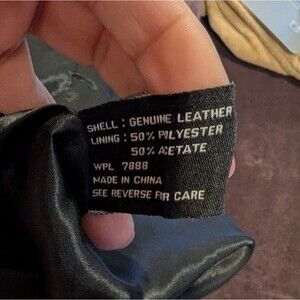 SHELL : GENUINE LEATHER
LINING : 50% POLYESTER
50% ACETATE
WPL 7888
MADE IN CHINA
SEE REVERSE FOR CARE